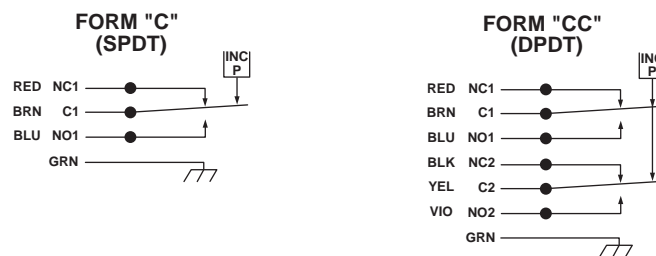 FORM "C"
(SPDT)
INC
P
RED NC1
BRN C1
BLU NO1
GRN
FORM "CC"
(DPDT)
INC
P
RED NC1
BRN C1
BLU NO1
BLK NC2
YEL C2
VIO NO2
GRN